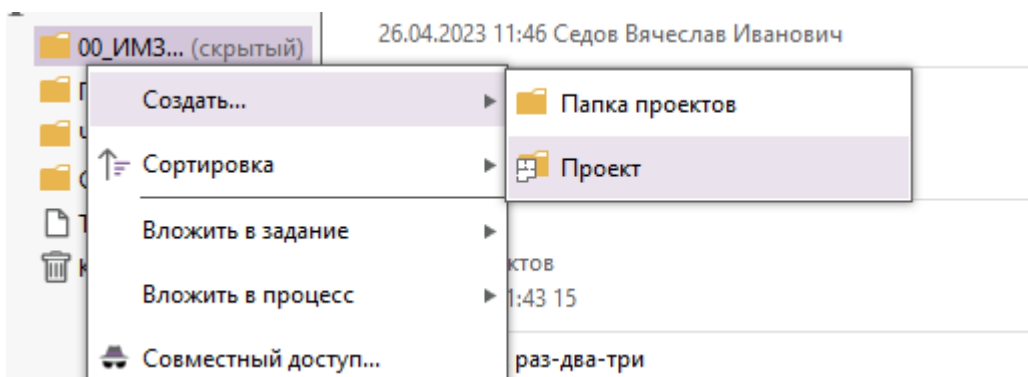 00_ИМЗ... (скрытый)
26.04.2023 11:46 Седов Вячеслав Иванович
Создать...
Папка проектов
Сортировка
Проект
Вложить в задание
ктов
Вложить в процесс
1:43 15
Совместный доступ...
раз-два-три